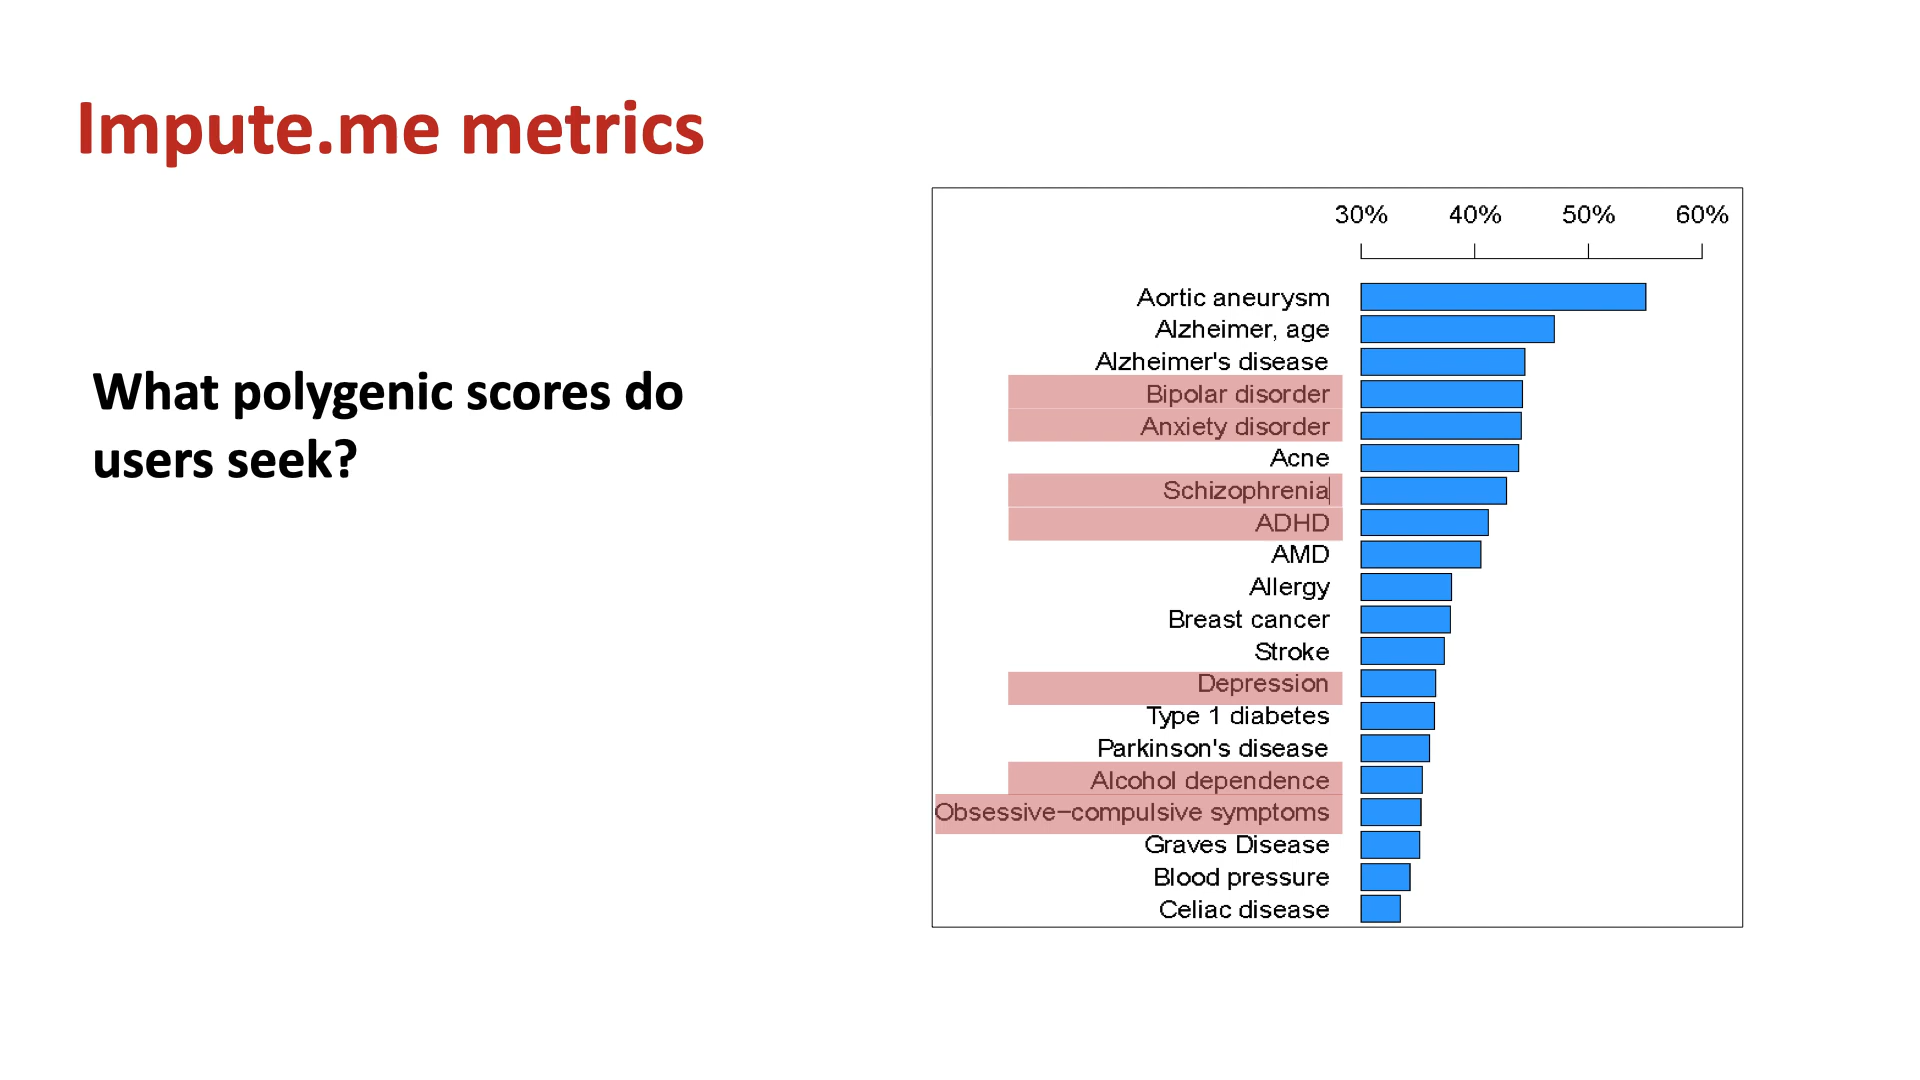 Impute.me metrics
What polygenic scores do
users seek?
30% 40% 50% 60%
Aortic aneurysm
Alzheimer, age
Alzheimer's disease
Bipolar disorder
Anxiety disorder
Acne
Schizophrenia
ADHD
AMD
Allergy
Breast cancer
Stroke
Depression
Type 1 diabetes
Parkinson's disease
Alcohol dependence
Obsessive−compulsive symptoms
Graves Disease
Blood pressure
Celiac disease